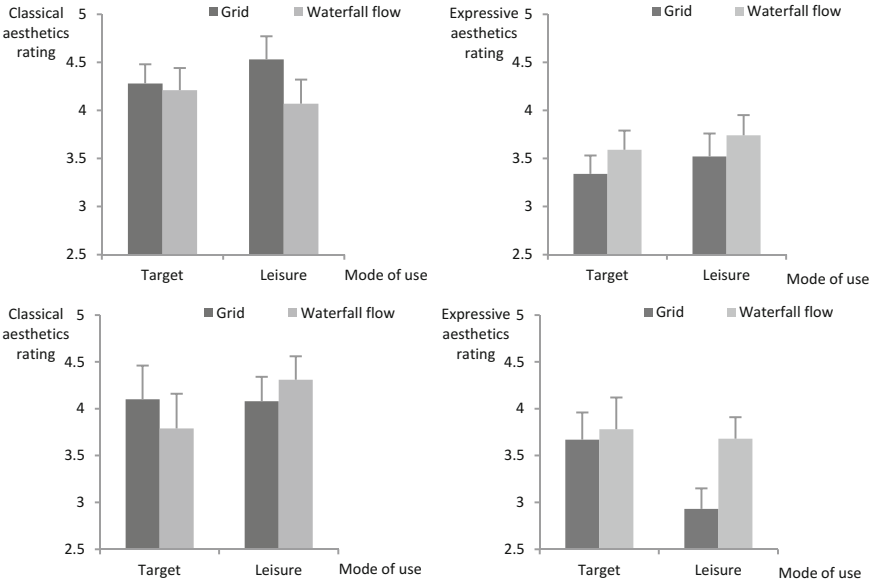 Classical
aesthetics
rating
Grid
Waterfall flow
5
4.5
4
3.5
3
2.5
Target
Leisure
Mode of use
Expressive
aesthetics
rating
Grid
Waterfall flow
5
4.5
4
3.5
3
2.5
Target
Leisure
Mode of use
Classical
aesthetics
rating
Grid
Waterfall flow
5
4.5
4
3.5
3
2.5
Target
Leisure
Mode of use
Expressive
aesthetics
rating
Grid
Waterfall flow
5
4.5
4
3.5
3
2.5
Target
Leisure
Mode of use